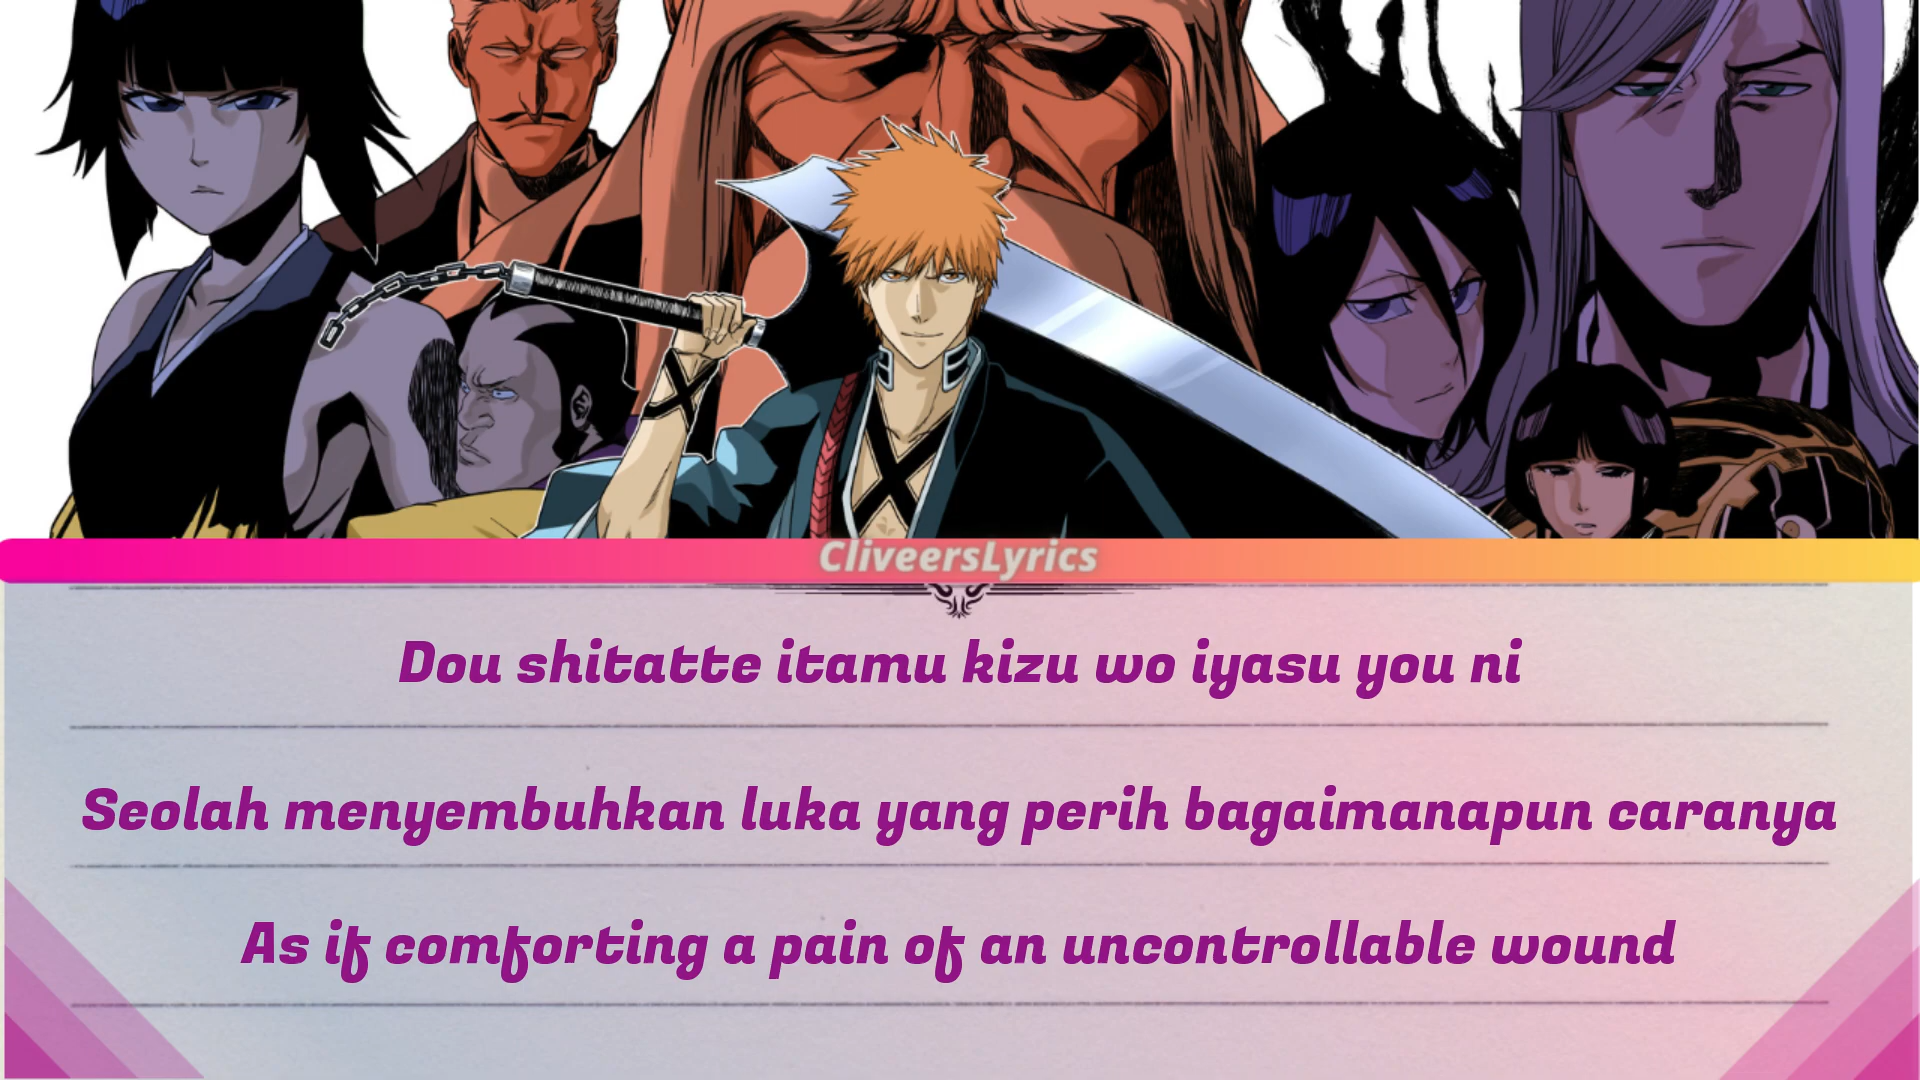 CliveersLyrics
Dou shitatte itamu kizu wo iyasu you ni
Seolah menyembuhkan luka yang perih bagaimanapun caranya
As if comforting a pain of an uncontrollable wound